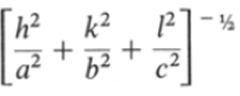 [h²/a² + k²/b² + l²/c²]^–½